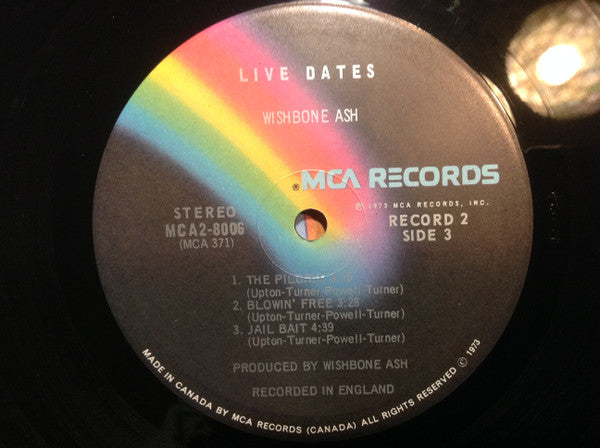 LIVE DATES
WISHBONE ASH
® MCA RECORDS
℗ 1973 MCA RECORDS, INC.
STEREO
MCA2-8006
(MCA 371)
RECORD 2
SIDE 3
1. THE
(Upton-Turner-Powell-Turner)
2. BLOWIN' FREE 5:28
(Upton-Turner-Powell-Turner)
3. JAIL BAIT 4:39
(Upton-Turner-Powell-Turner)
PRODUCED BY WISHBONE ASH
RECORDED IN ENGLAND
MADE IN CANADA BY MCA RECORDS (CANADA) ALL RIGHTS RESERVED © 1973